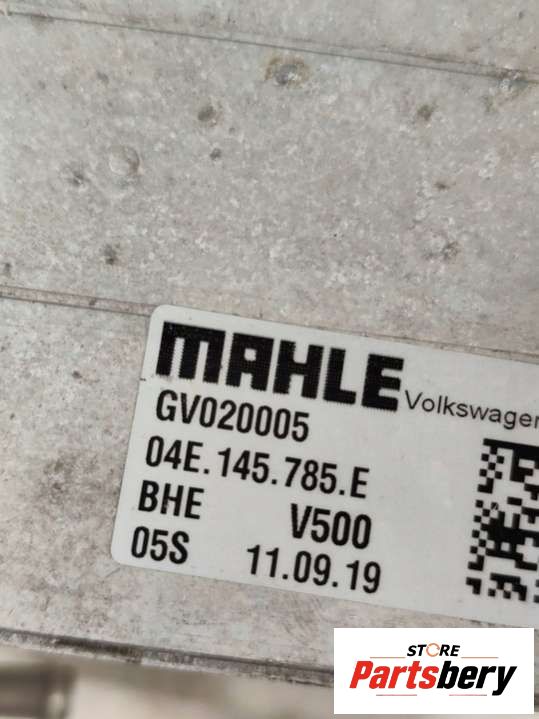 MAHLE
Volkswagen
GV020005
04E.145.785.E
BHE V500
05S 11.09.19
STORE
Partsbery